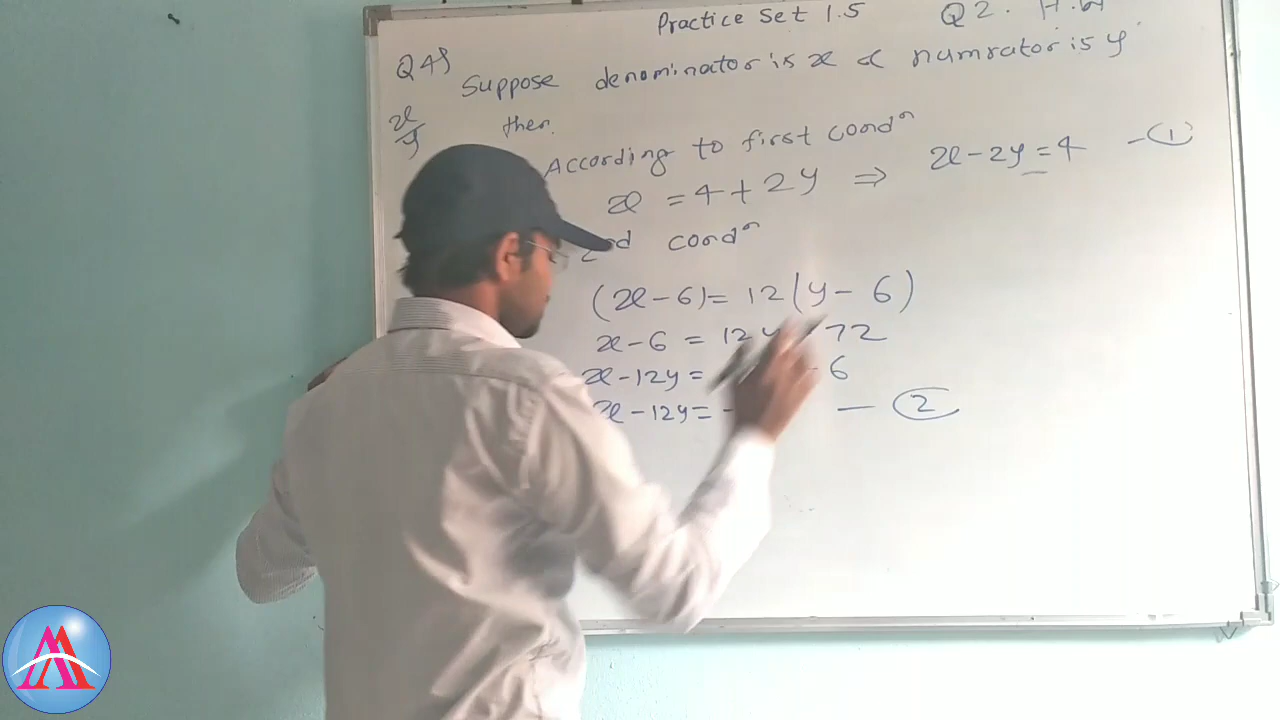 Practice Set 1.5 Q2. H.W
Q4) Suppose denominator is x & numrator is y
x/y then
According to first condⁿ
x = 4 + 2y ⇒ x - 2y = 4 - ①
2nd condⁿ
(x - 6) = 12(y - 6)
x - 6 = 12y 72
x - 12y = - 6
x - 12y = - — ②